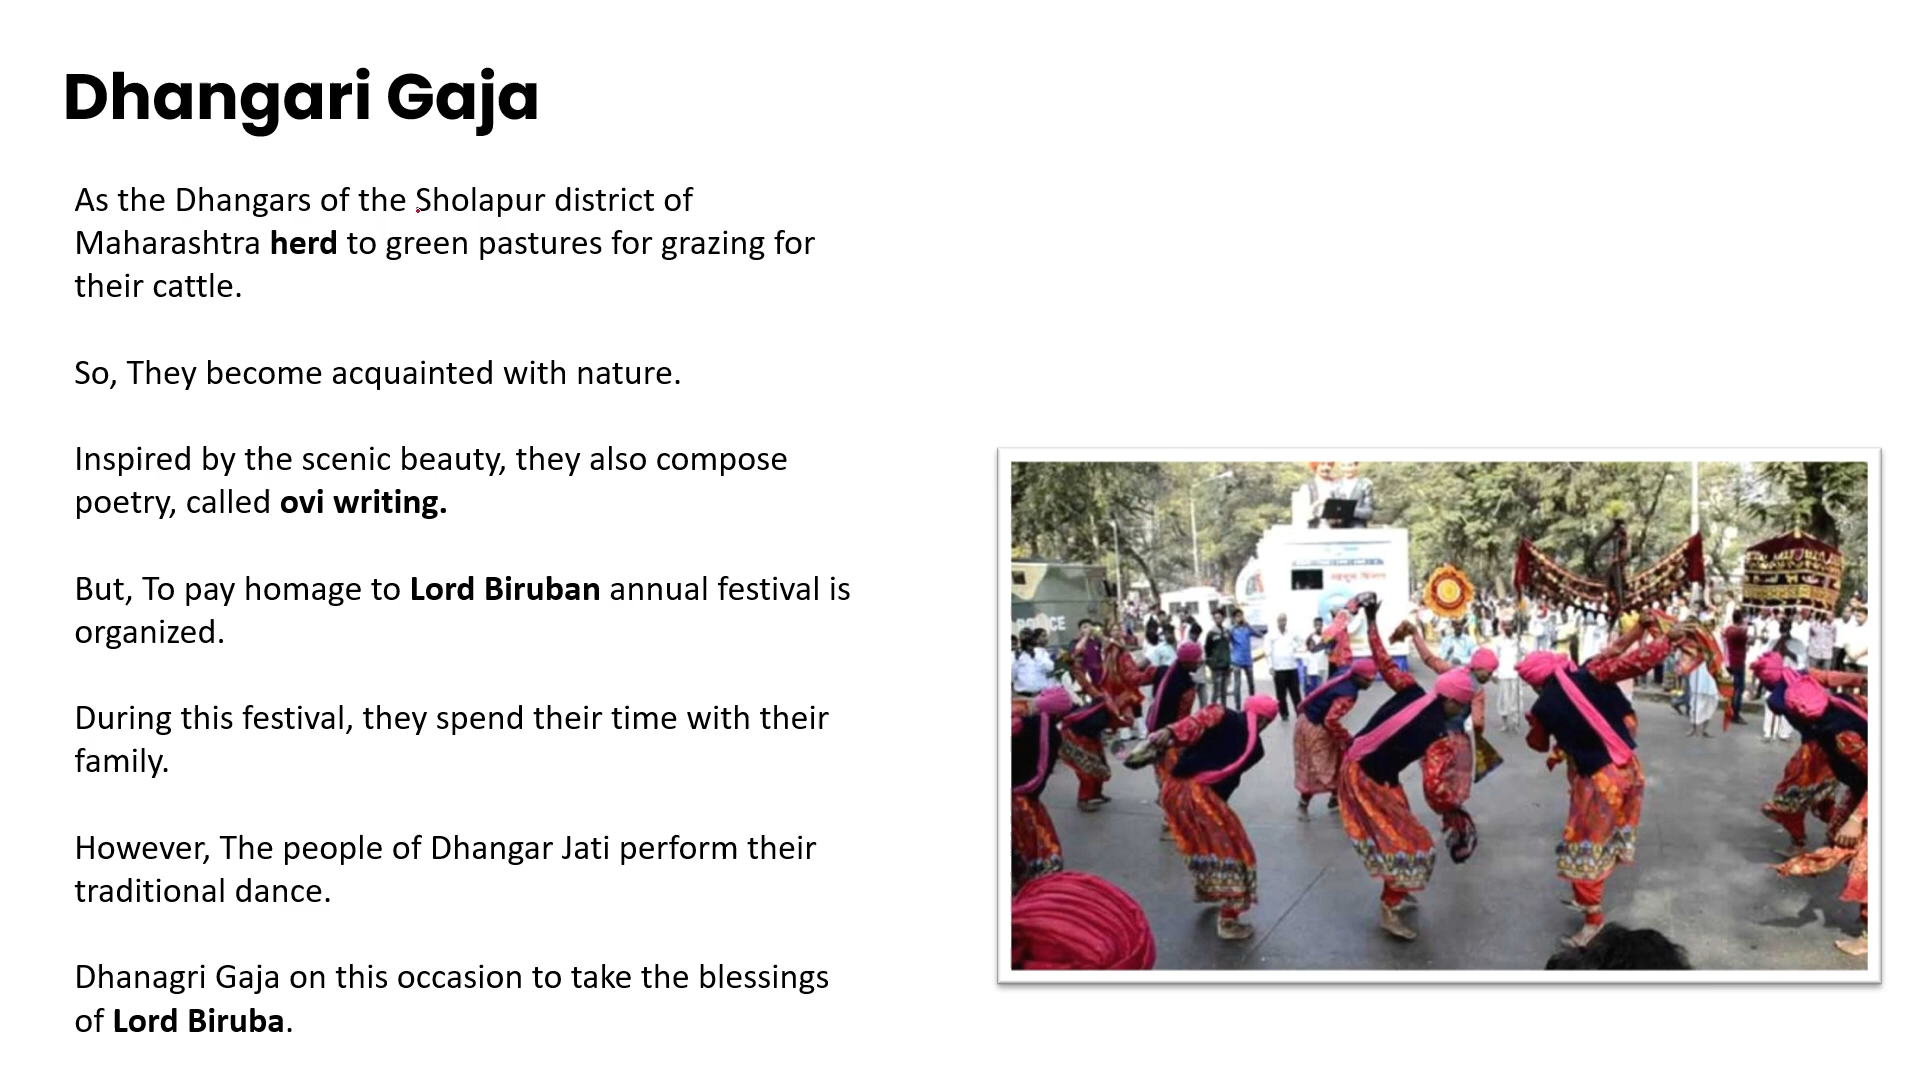 Dhangari Gaja
As the Dhangars of the Sholapur district of
Maharashtra herd to green pastures for grazing for
their cattle.
So, They become acquainted with nature.
Inspired by the scenic beauty, they also compose
poetry, called ovi writing.
But, To pay homage to Lord Biruban annual festival is
organized.
During this festival, they spend their time with their
family.
However, The people of Dhangar Jati perform their
traditional dance.
Dhanagri Gaja on this occasion to take the blessings
of Lord Biruba.
POLICE